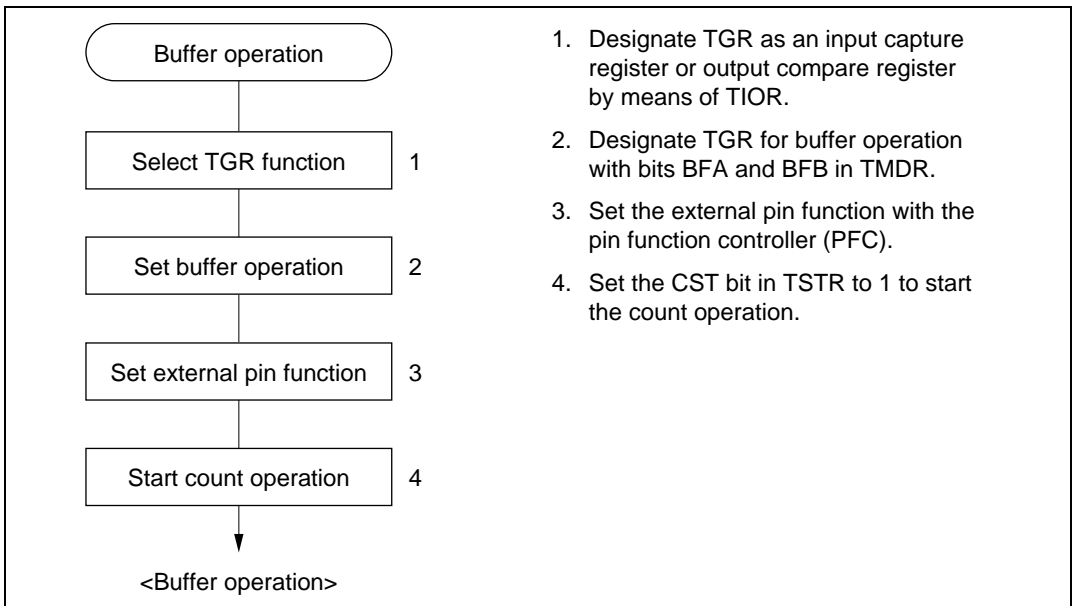 Buffer operation
Select TGR function 1
Set buffer operation 2
Set external pin function 3
Start count operation 4
<Buffer operation>
1. Designate TGR as an input capture
register or output compare register
by means of TIOR.
2. Designate TGR for buffer operation
with bits BFA and BFB in TMDR.
3. Set the external pin function with the
pin function controller (PFC).
4. Set the CST bit in TSTR to 1 to start
the count operation.